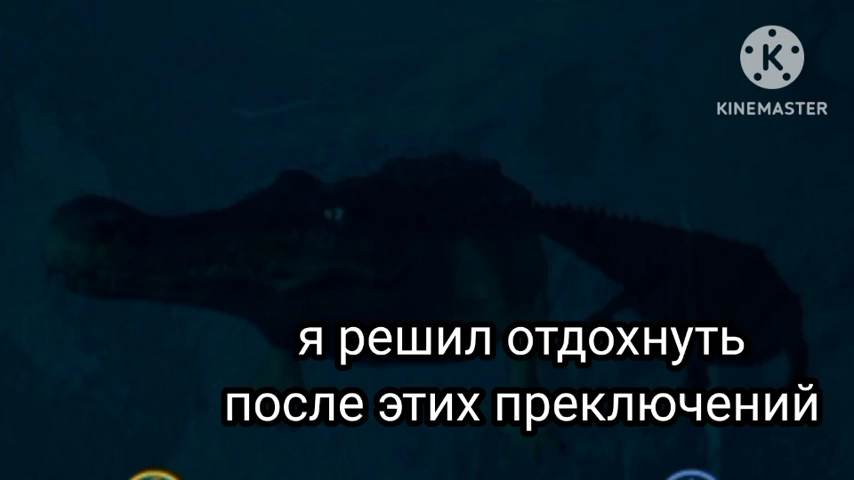 K
KINEMASTER
я решил отдохнуть
после этих преключений